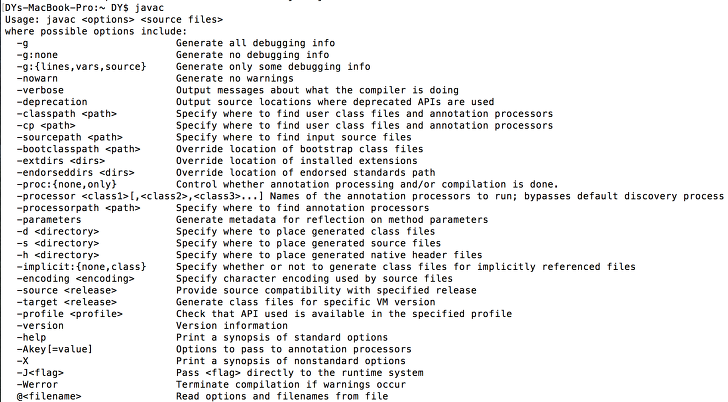 DYs-MacBook-Pro:~ DY$ javac
Usage: javac <options> <source files>
where possible options include:
  -g                         Generate all debugging info
  -g:none                    Generate no debugging info
  -g:{lines,vars,source}     Generate only some debugging info
  -nowarn                    Generate no warnings
  -verbose                   Output messages about what the compiler is doing
  -deprecation               Output source locations where deprecated APIs are used
  -classpath <path>          Specify where to find user class files and annotation processors
  -cp <path>                 Specify where to find user class files and annotation processors
  -sourcepath <path>         Specify where to find input source files
  -bootclasspath <path>      Override location of bootstrap class files
  -extdirs <dirs>            Override location of installed extensions
  -endorseddirs <dirs>       Override location of endorsed standards path
  -proc:{none,only}          Control whether annotation processing and/or compilation is done.
  -processor <class1>[,<class2>,<class3>...] Names of the annotation processors to run; bypasses default discovery process
  -processorpath <path>      Specify where to find annotation processors
  -parameters                Generate metadata for reflection on method parameters
  -d <directory>             Specify where to place generated class files
  -s <directory>             Specify where to place generated source files
  -h <directory>             Specify where to place generated native header files
  -implicit:{none,class}     Specify whether or not to generate class files for implicitly referenced files
  -encoding <encoding>       Specify character encoding used by source files
  -source <release>          Provide source compatibility with specified release
  -target <release>          Generate class files for specific VM version
  -profile <profile>         Check that API used is available in the specified profile
  -version                   Version information
  -help                      Print a synopsis of standard options
  -Akey[=value]              Options to pass to annotation processors
  -X                         Print a synopsis of nonstandard options
  -J<flag>                   Pass <flag> directly to the runtime system
  -Werror                    Terminate compilation if warnings occur
  @<filename>                Read options and filenames from file